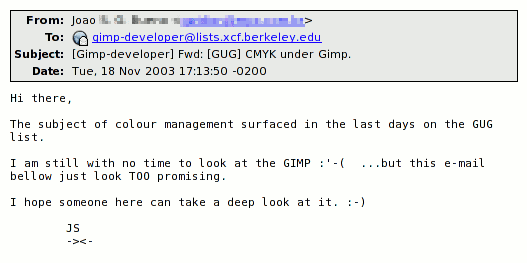 From: Joao >
To: gimp-developer@lists.xcf.berkeley.edu
Subject: [Gimp-developer] Fwd: [GUG] CMYK under Gimp.
Date: Tue, 18 Nov 2003 17:13:50 -0200
Hi there,
The subject of colour management surfaced in the last days on the GUG
list.
I am still with no time to look at the GIMP :'-(  ...but this e-mail
bellow just look TOO promising.
I hope someone here can take a deep look at it. :-)
JS
-><-